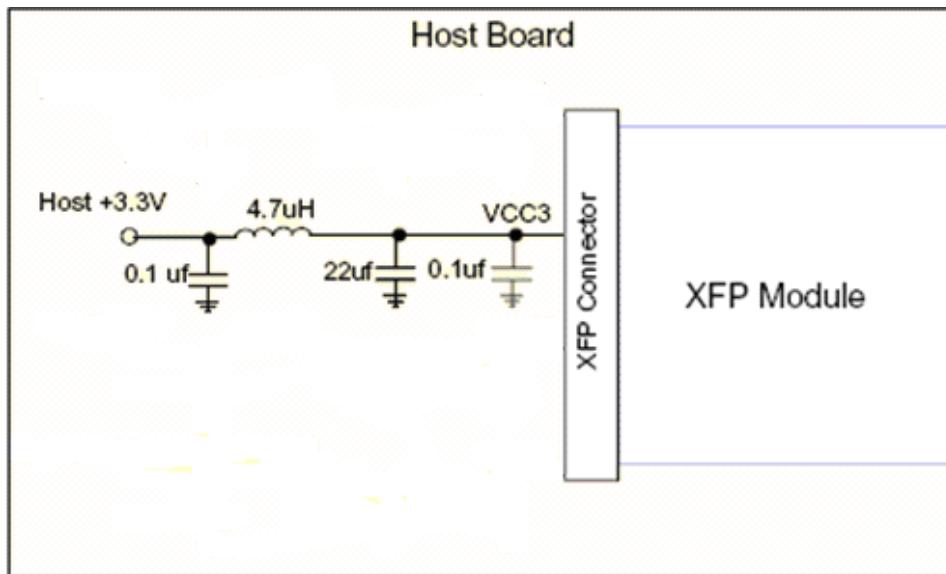 Host Board
Host +3.3V
4.7uH
VCC3
0.1 uf
22uf
0.1uf
XFP Connector
XFP Module